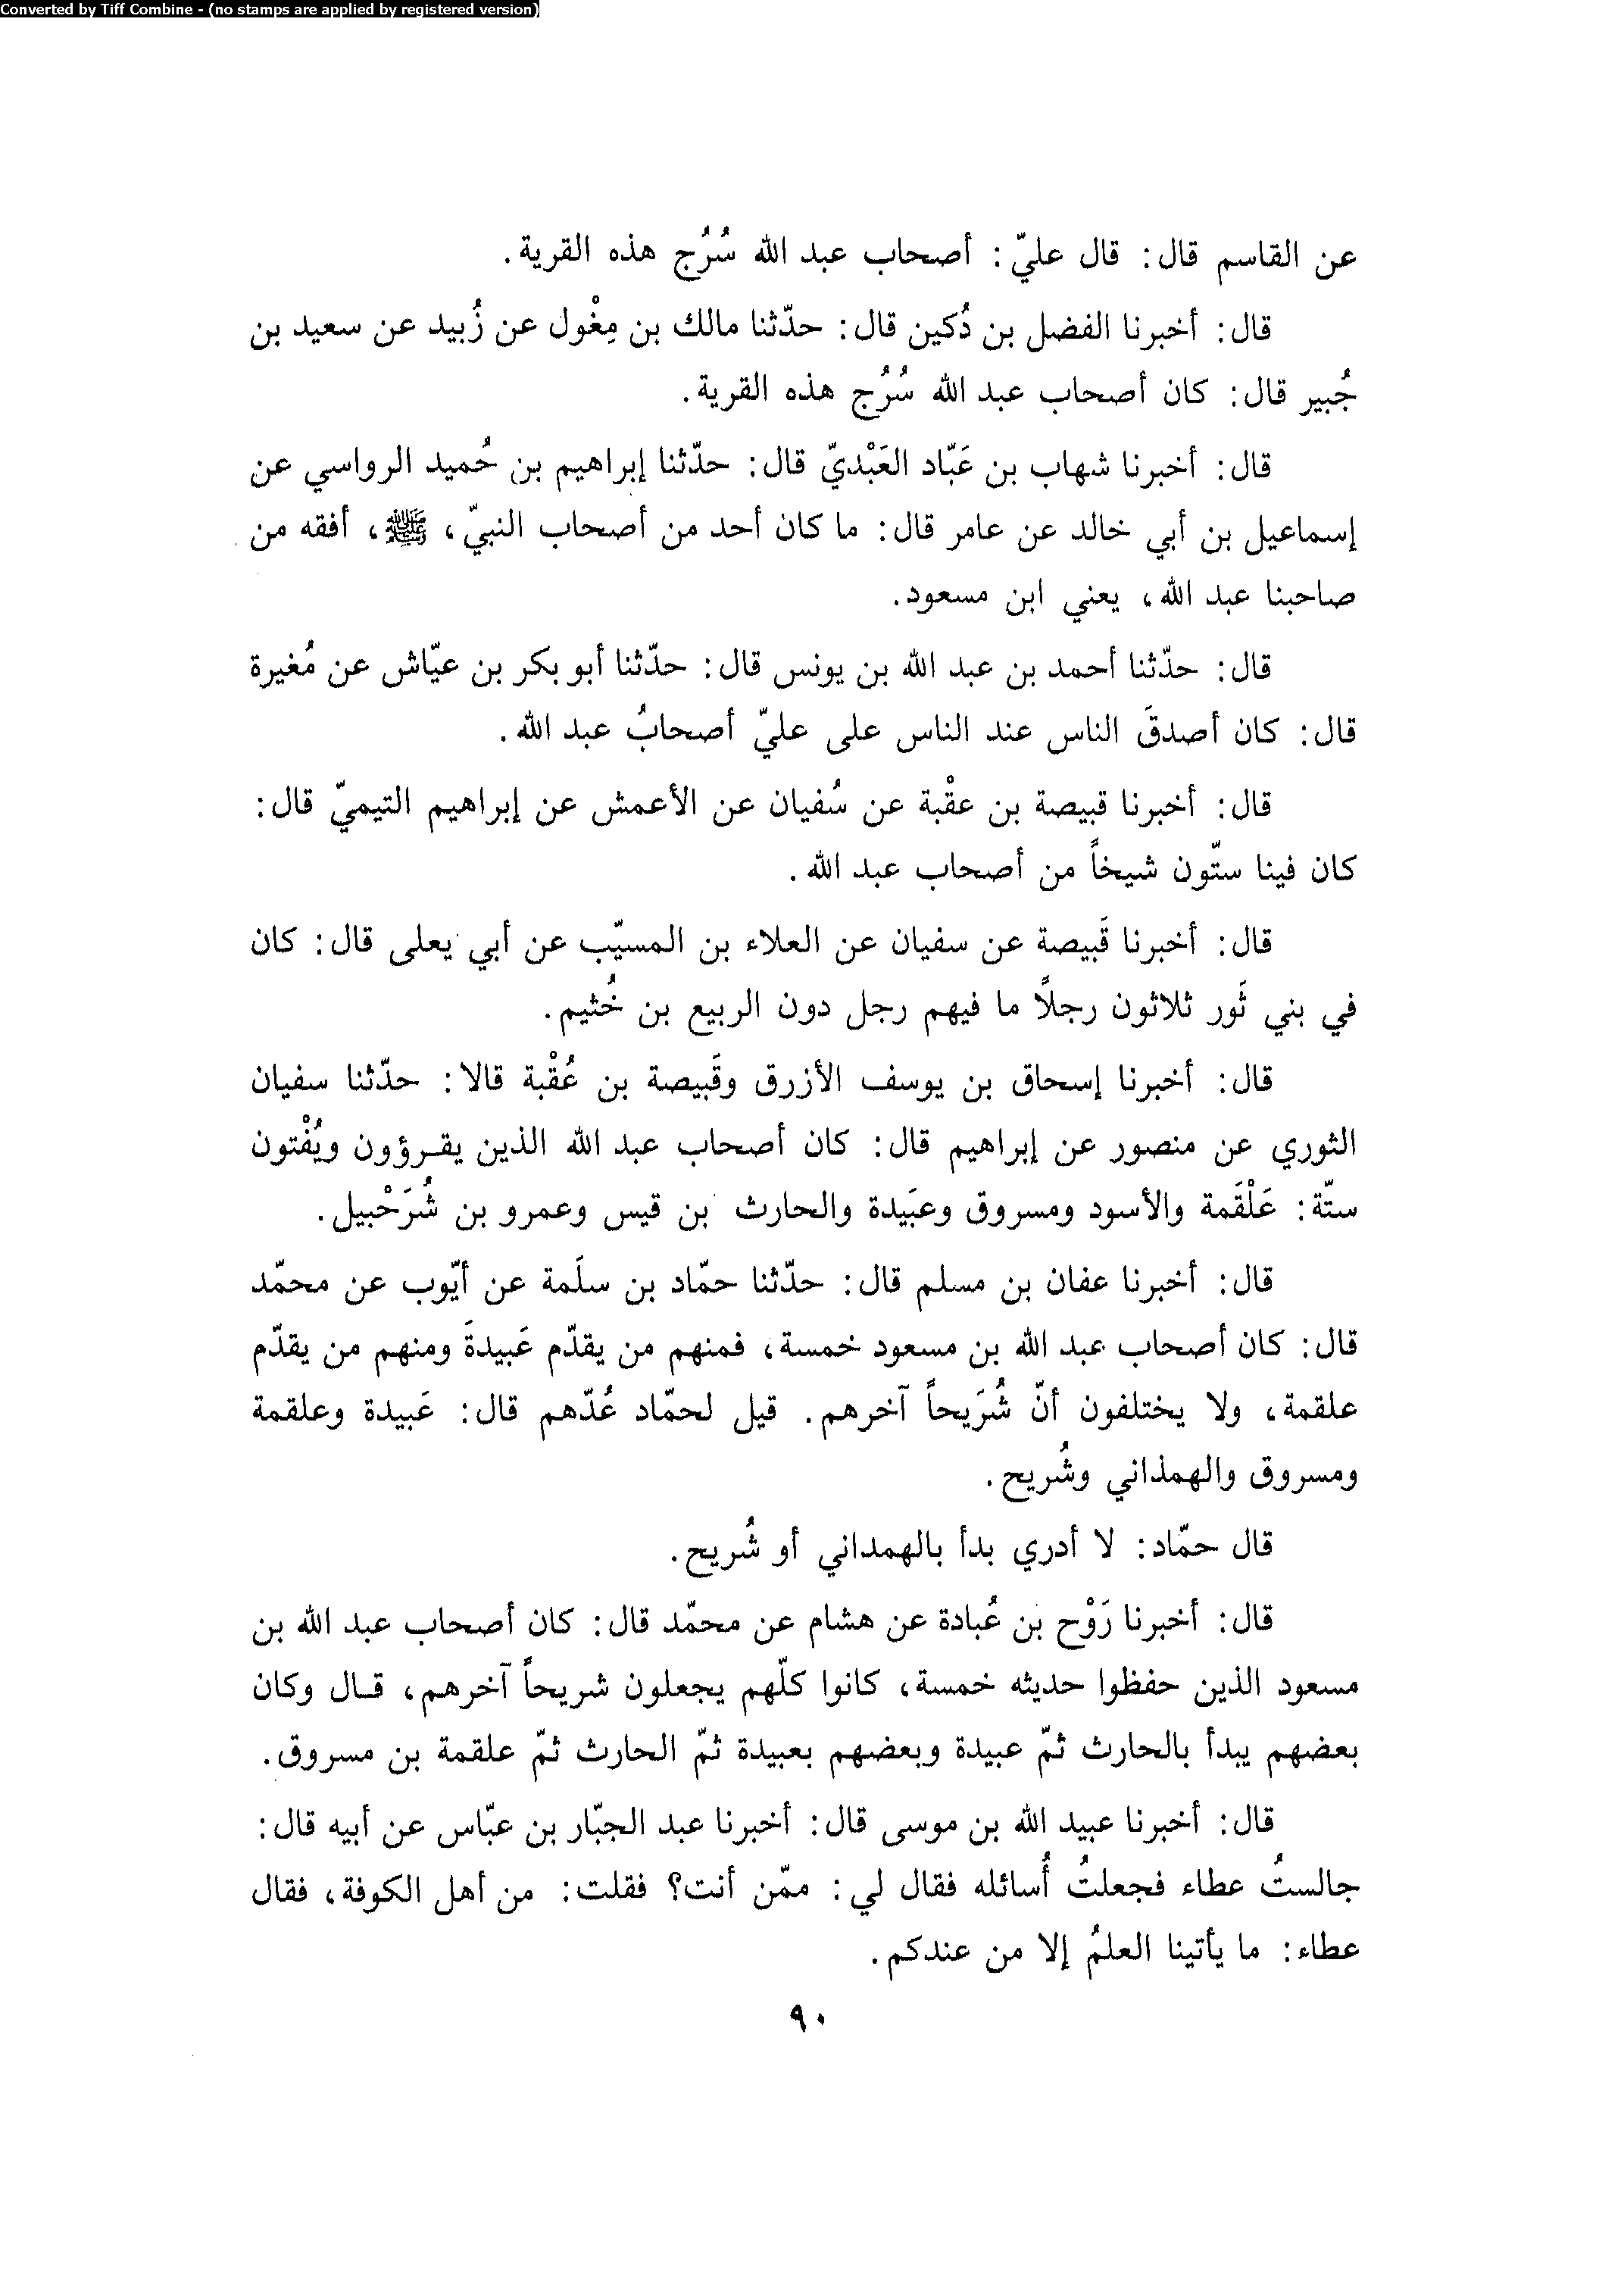 Converted by Tiff Combine - (no stamps are applied by registered version)
عن القاسم قال: قال عليّ: أصحاب عبد الله سُرُج هذه القرية.
قال: أخبرنا الفضل بن دُكين قال: حدّثنا مالك بن مِغْول عن زُبيد عن سعيد بن
جُبير قال: كان أصحاب عبد الله سُرُج هذه القرية.
قال: أخبرنا شهاب بن عَبّاد العَبْديّ قال: حدّثنا إبراهيم بن حُميد الرواسي عن
إسماعيل بن أبي خالد عن عامر قال: ما كان أحد من أصحاب النبيّ، ﷺ، أفقه من
صاحبنا عبد الله، يعني ابن مسعود.
قال: حدّثنا أحمد بن عبد الله بن يونس قال: حدّثنا أبو بكر بن عيّاش عن مُغيرة
قال: كان أصدقَ الناس عند الناس على عليّ أصحابُ عبد الله.
قال: أخبرنا قبيصة بن عقْبة عن سُفيان عن الأعمش عن إبراهيم التيميّ قال:
كان فينا ستّون شيخاً من أصحاب عبد الله.
قال: أخبرنا قَبيصة عن سفيان عن العلاء بن المسيّب عن أبي يعلى قال: كان
في بني ثَور ثلاثون رجلاً ما فيهم رجل دون الربيع بن خُثيم.
قال: أخبرنا إسحاق بن يوسف الأزرق وقَبيصة بن عُقْبة قالا: حدّثنا سفيان
الثوري عن منصور عن إبراهيم قال: كان أصحاب عبد الله الذين يقرؤون ويُفْتون
ستّة: عَلْقَمة والأسود ومسروق وعبَيدة والحارث بن قيس وعمرو بن شُرَحْبيل.
قال: أخبرنا عفان بن مسلم قال: حدّثنا حمّاد بن سلَمة عن أيّوب عن محمّد
قال: كان أصحاب عبد الله بن مسعود خمسة، فمنهم من يقدّم عَبيدةَ ومنهم من يقدّم
علقمة، ولا يختلفون أنّ شُرَيحاً آخرهم. قيل لحمّاد عُدّهم قال: عَبيدة وعلقمة
ومسروق والهمذاني وشُريح.
قال حمّاد: لا أدري بدأ بالهمداني أو شُريح.
قال: أخبرنا رَوْح بن عُبادة عن هشام عن محمّد قال: كان أصحاب عبد الله بن
مسعود الذين حفظوا حديثه خمسة، كانوا كلّهم يجعلون شريحاً آخرهم، قال وكان
بعضهم يبدأ بالحارث ثمّ عبيدة وبعضهم بعبيدة ثمّ الحارث ثمّ علقمة بن مسروق.
قال: أخبرنا عبيد الله بن موسى قال: أخبرنا عبد الجبّار بن عبّاس عن أبيه قال:
جالستُ عطاء فجعلتُ أُسائله فقال لي: ممّن أنت؟ فقلت: من أهل الكوفة، فقال
عطاء: ما يأتينا العلمُ إلا من عندكم.
٩٠